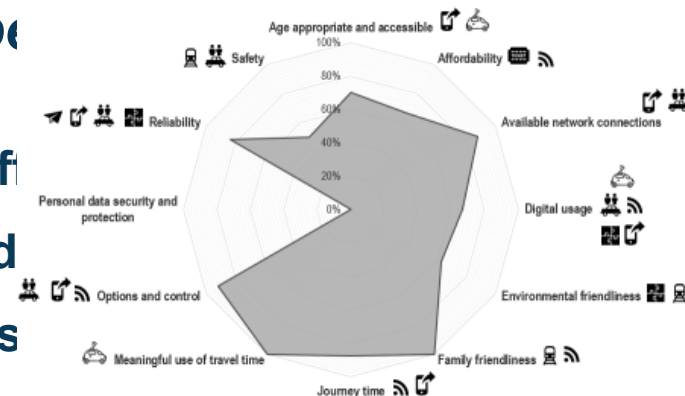 Age appropriate and accessible
100%
Safety
Affordability
80%
60%
Reliability
Available network connections
40%
20%
Personal data security and
protection
0%
Digital usage
Options and control
Environmental friendliness
Meaningful use of travel time
Family friendliness
Journey time